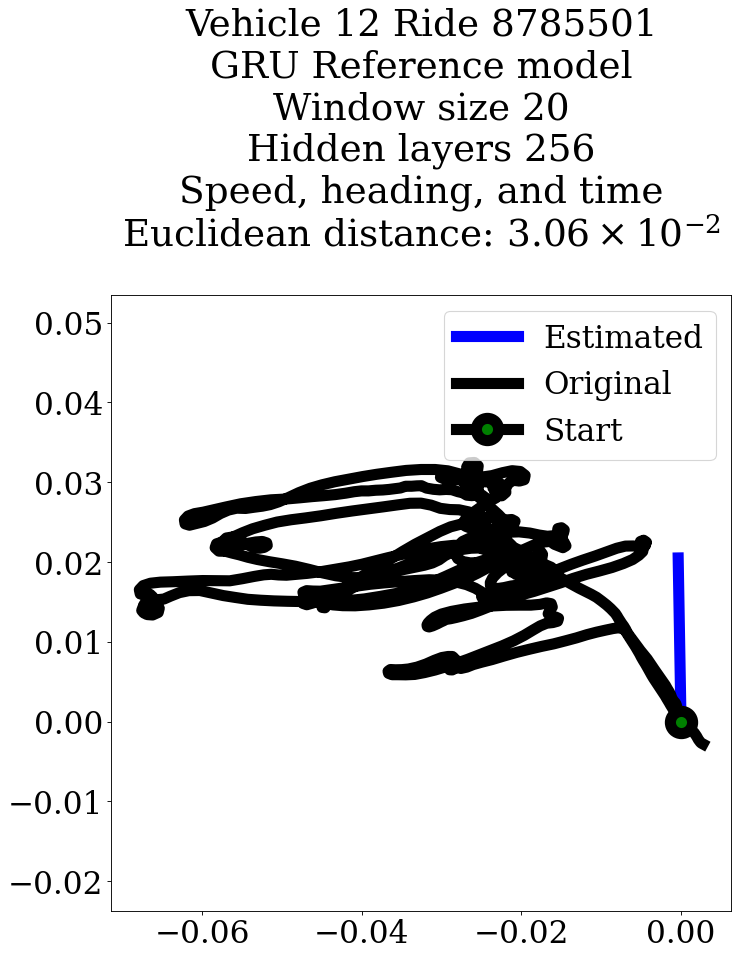 Vehicle 12 Ride 8785501
GRU Reference model
Window size 20
Hidden layers 256
Speed, heading, and time
Euclidean distance: 3.06 × 10⁻²
Estimated
Original
Start
0.05
0.04
0.03
0.02
0.01
0.00
−0.01
−0.02
−0.06 −0.04 −0.02 0.00